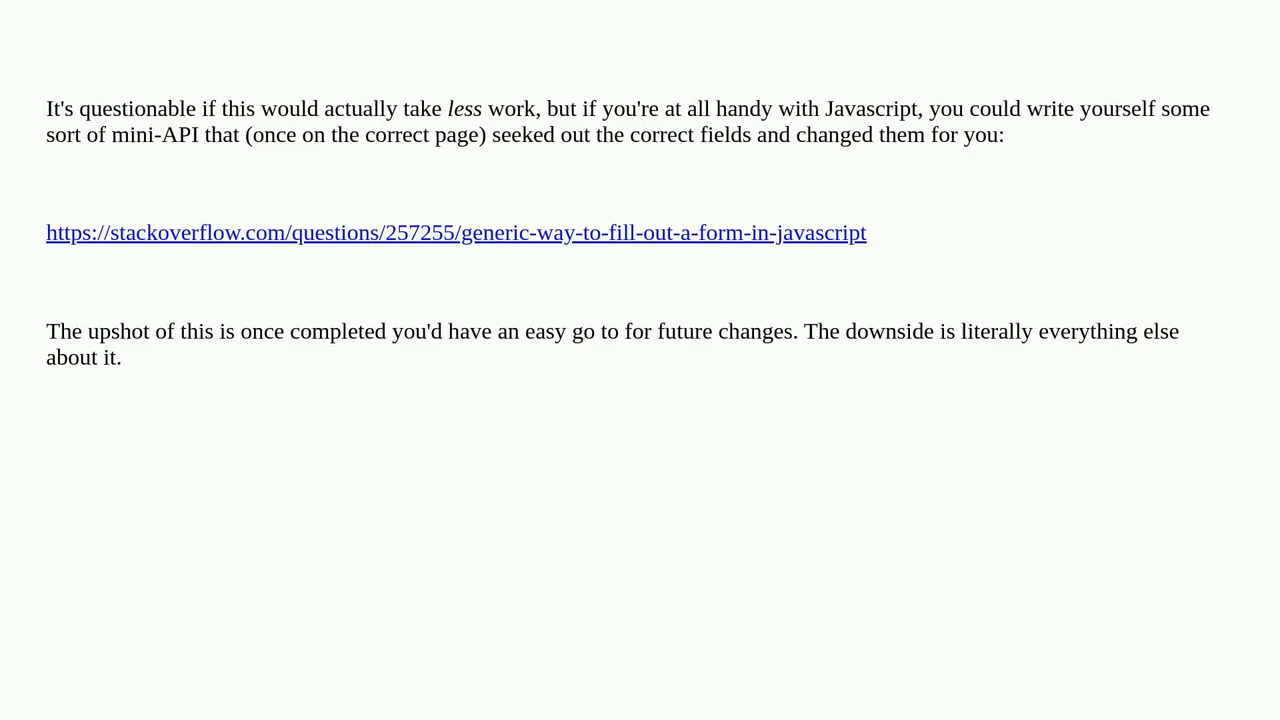 It's questionable if this would actually take less work, but if you're at all handy with Javascript, you could write yourself some
sort of mini-API that (once on the correct page) seeked out the correct fields and changed them for you:
https://stackoverflow.com/questions/257255/generic-way-to-fill-out-a-form-in-javascript
The upshot of this is once completed you'd have an easy go to for future changes. The downside is literally everything else
about it.